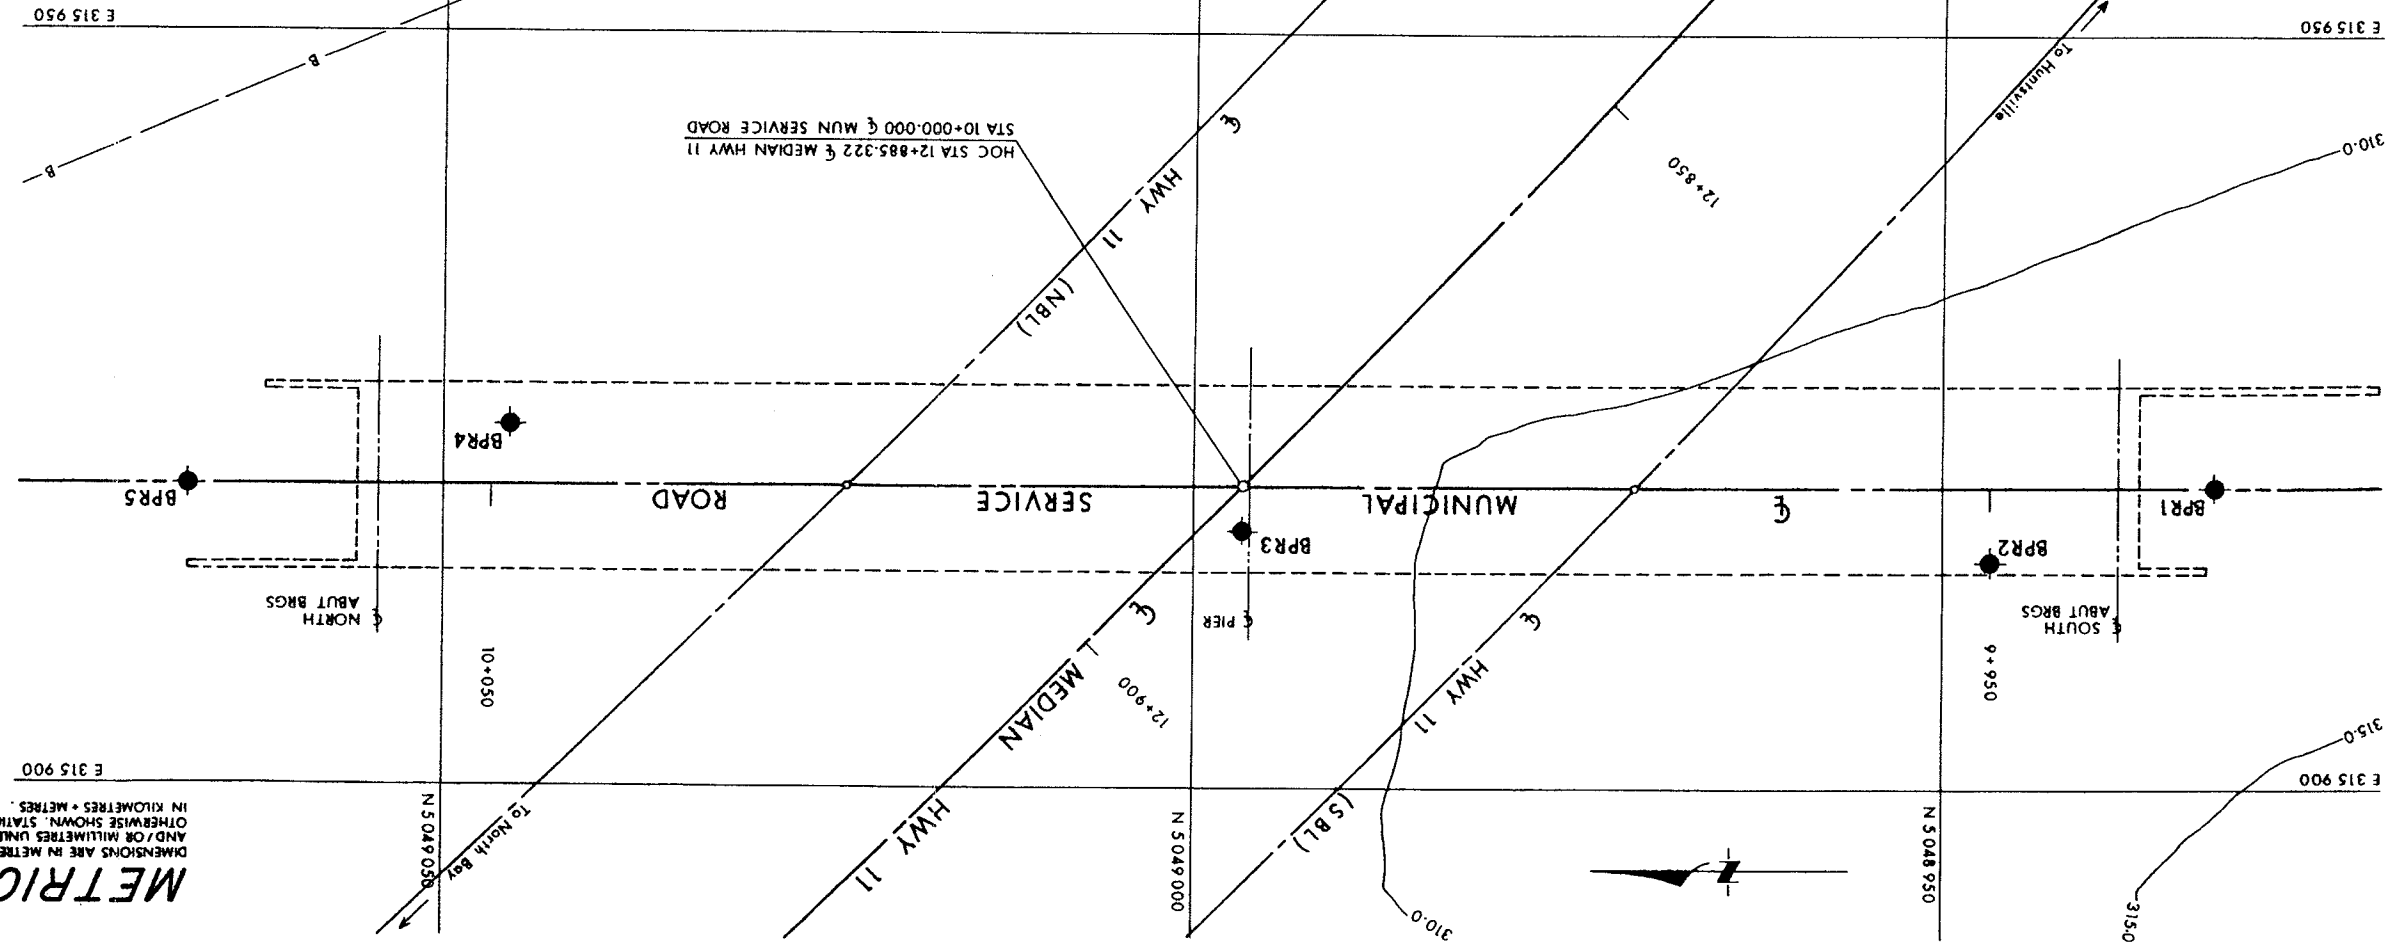 METRIC
DIMENSIONS ARE IN METRE
AND/OR MILLIMETRES UNL
OTHERWISE SHOWN. STATI
IN KILOMETRES + METRES.
N 5 048 950
N 5 049 000
N 5 049 050
315.0
310.0
(SBL)
11
HWY
To North Bay
E 315 900
E 315 900
315.0
HWY 11
℄
HWY 11
MEDIAN
℄
9+950
12+900
10+050
℄ SOUTH
ABUT BRGS
℄ PIER
℄ NORTH
ABUT BRGS
BPR1
BPR2
BPR3
BPR4
BPR5
℄ MUNICIPAL SERVICE ROAD
(NBL)
11
HWY
℄
12+850
HOC STA 12+885.322 ℄ MEDIAN HWY 11
STA 10+000.000 ℄ MUN SERVICE ROAD
310.0
To Huntsville
B
B
E 315 950
E 315 950